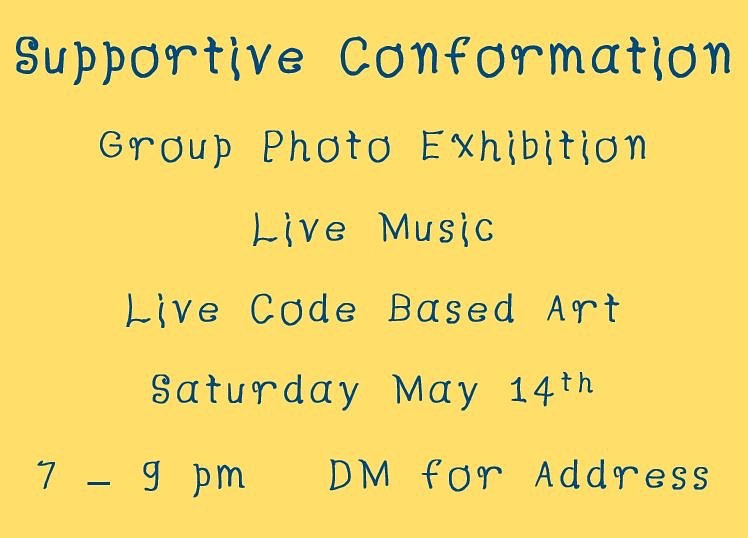 Supportive Conformation
Group Photo Exhibition
Live Music
Live Code Based Art
Saturday May 14th
7 – 9 pm DM for Address